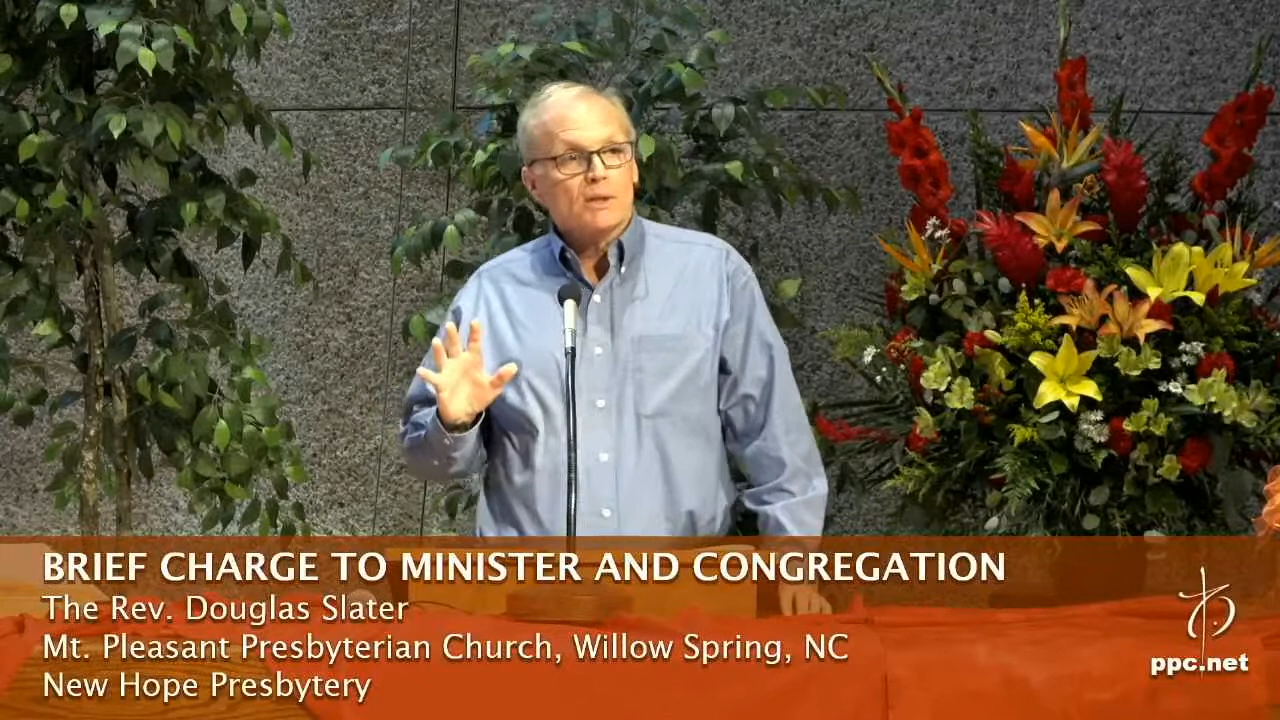 BRIEF CHARGE TO MINISTER AND CONGREGATION
The Rev. Douglas Slater
Mt. Pleasant Presbyterian Church, Willow Spring, NC
New Hope Presbytery
ppc.net